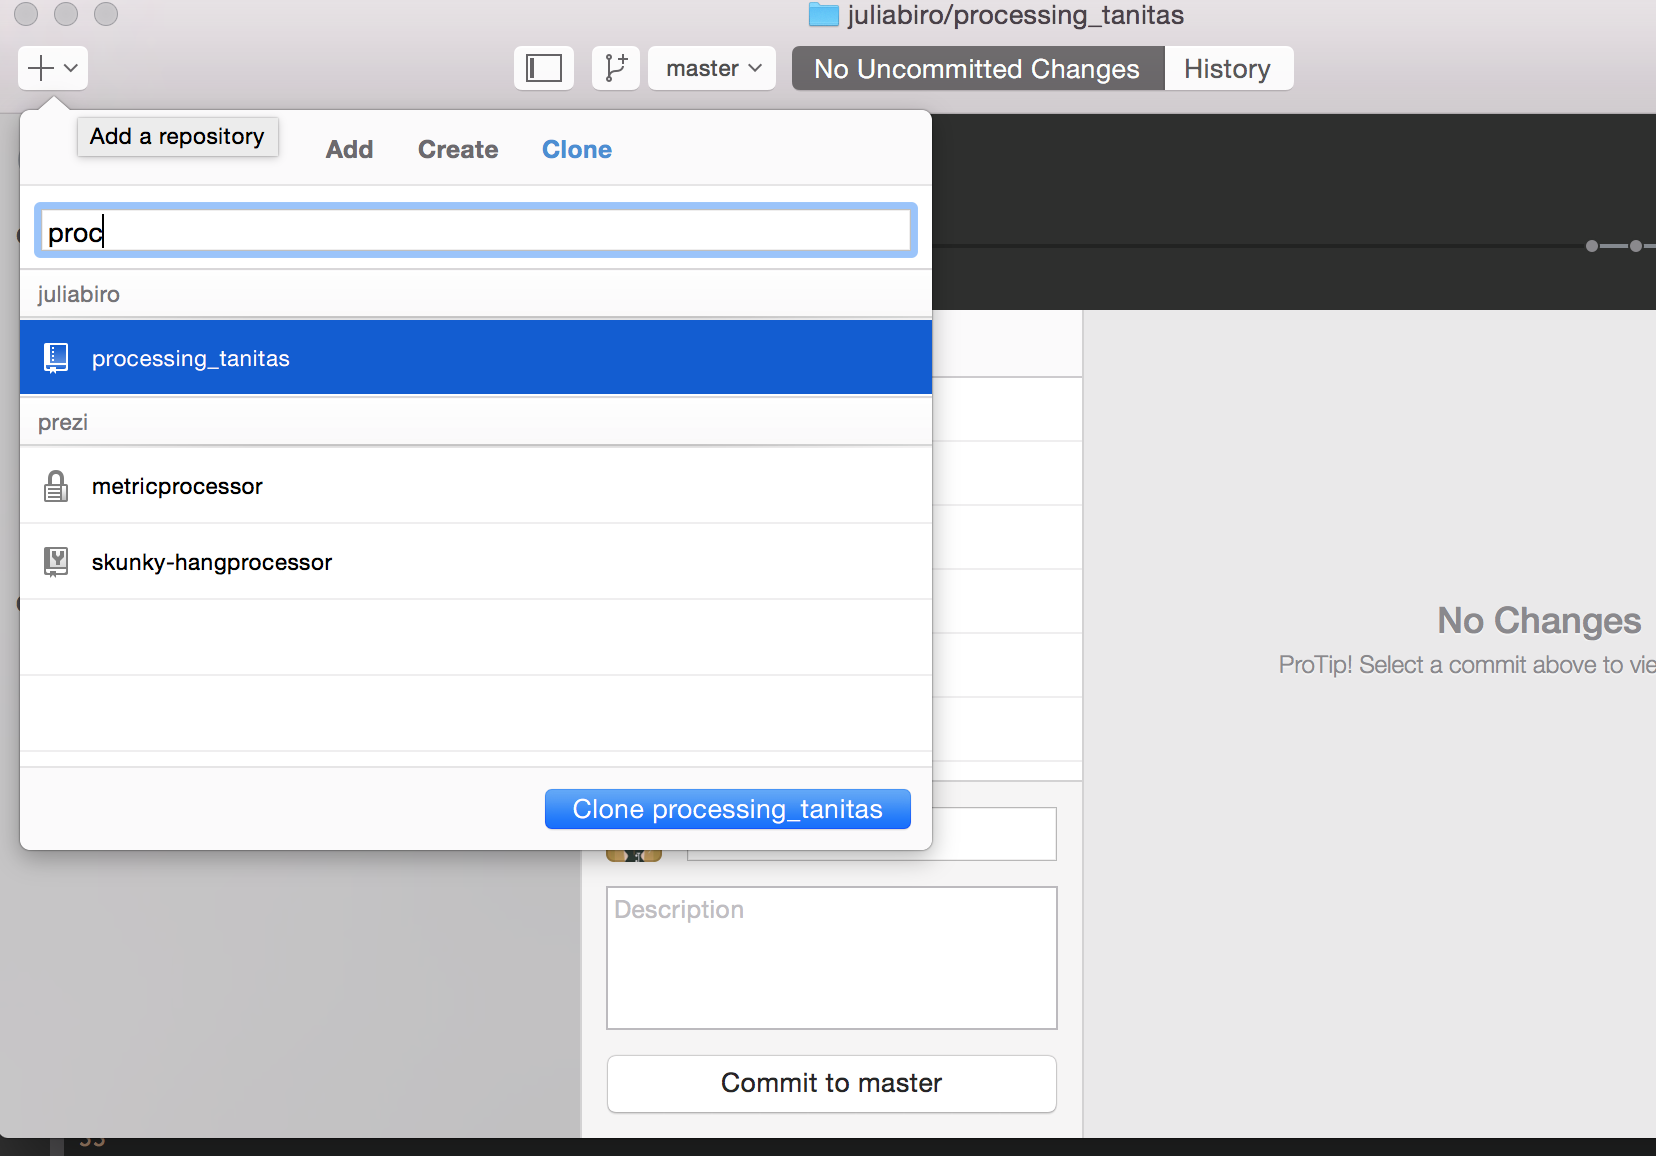 juliabiro/processing_tanitas
master
No Uncommitted Changes
History
Add a repository
Add
Create
Clone
proc
juliabiro
processing_tanitas
prezi
metricprocessor
skunky-hangprocessor
Clone processing_tanitas
No Changes
ProTip! Select a commit above to vie
Description
Commit to master